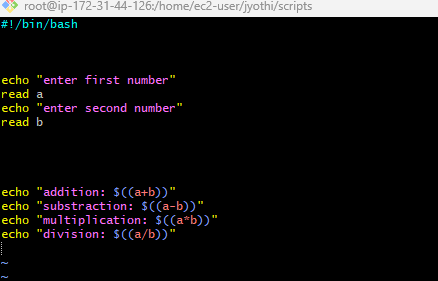 root@ip-172-31-44-126:/home/ec2-user/jyothi/scripts
#!/bin/bash
echo "enter first number"
read a
echo "enter second number"
read b
echo "addition: $((a+b))"
echo "substraction: $((a-b))"
echo "multiplication: $((a*b))"
echo "division: $((a/b))"
~
~